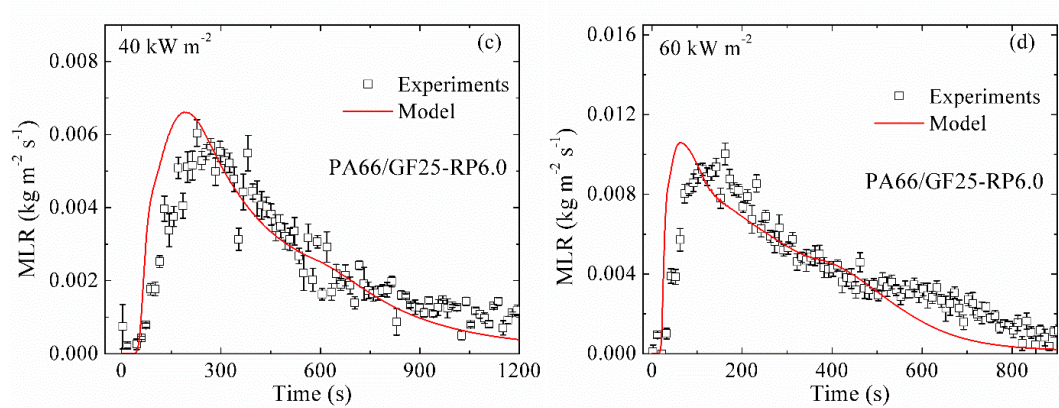 40 kW m-2
(c)
Experiments
Model
PA66/GF25-RP6.0
MLR (kg m-2 s-1)
0.008
0.006
0.004
0.002
0.000
0
300
600
900
1200
Time (s)
60 kW m-2
(d)
Experiments
Model
PA66/GF25-RP6.0
MLR (kg m-2 s-1)
0.016
0.012
0.008
0.004
0.000
0
200
400
600
800
Time (s)